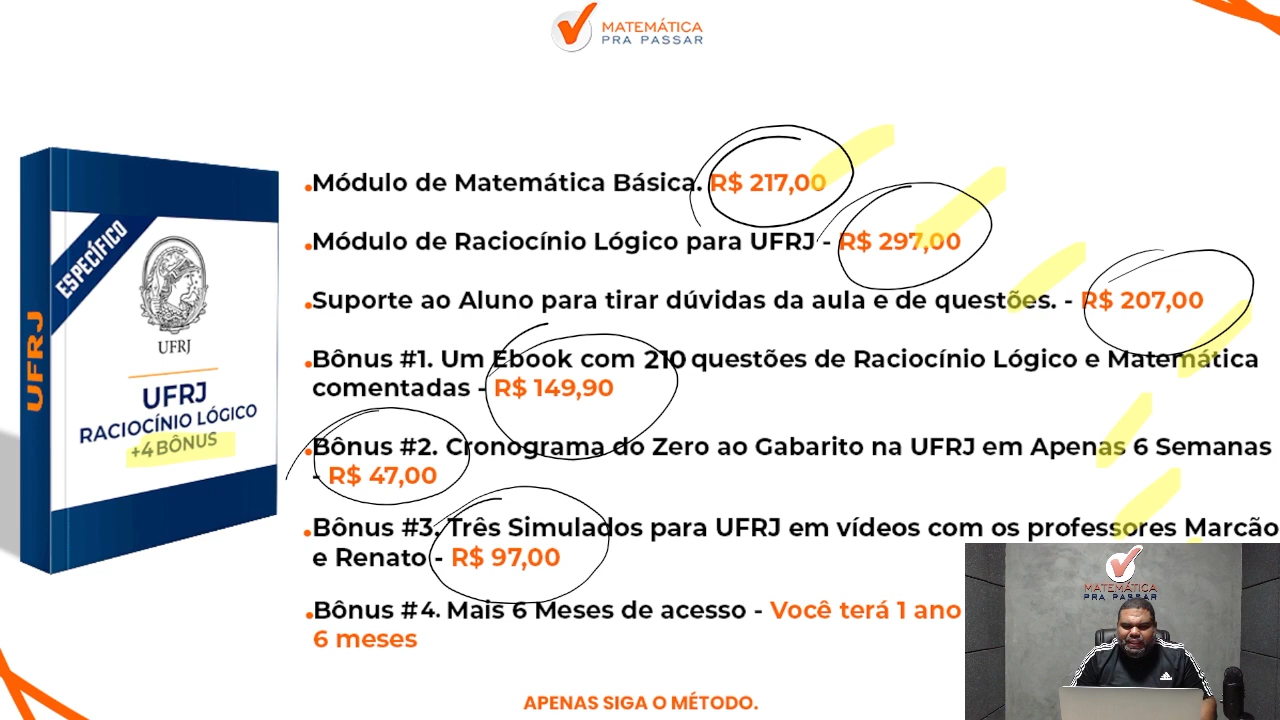 MATEMÁTICA
PRA PASSAR
•Módulo de Matemática Básica. R$ 217,00
•Módulo de Raciocínio Lógico para UFRJ - R$ 297,00
•Suporte ao Aluno para tirar dúvidas da aula e de questões. - R$ 207,00
•Bônus #1. Um Ebook com 210 questões de Raciocínio Lógico e Matemática
comentadas - R$ 149,90
•Bônus #2. Cronograma do Zero ao Gabarito na UFRJ em Apenas 6 Semanas
- R$ 47,00
•Bônus #3. Três Simulados para UFRJ em vídeos com os professores Marcão
e Renato - R$ 97,00
•Bônus #4. Mais 6 Meses de acesso - Você terá 1 ano
6 meses
ESPECÍFICO
UFRJ
UFRJ
UFRJ
RACIOCÍNIO LÓGICO
+4 BÔNUS
MATEMÁTICA
PRA PASSAR
adidas
APENAS SIGA O MÉTODO.